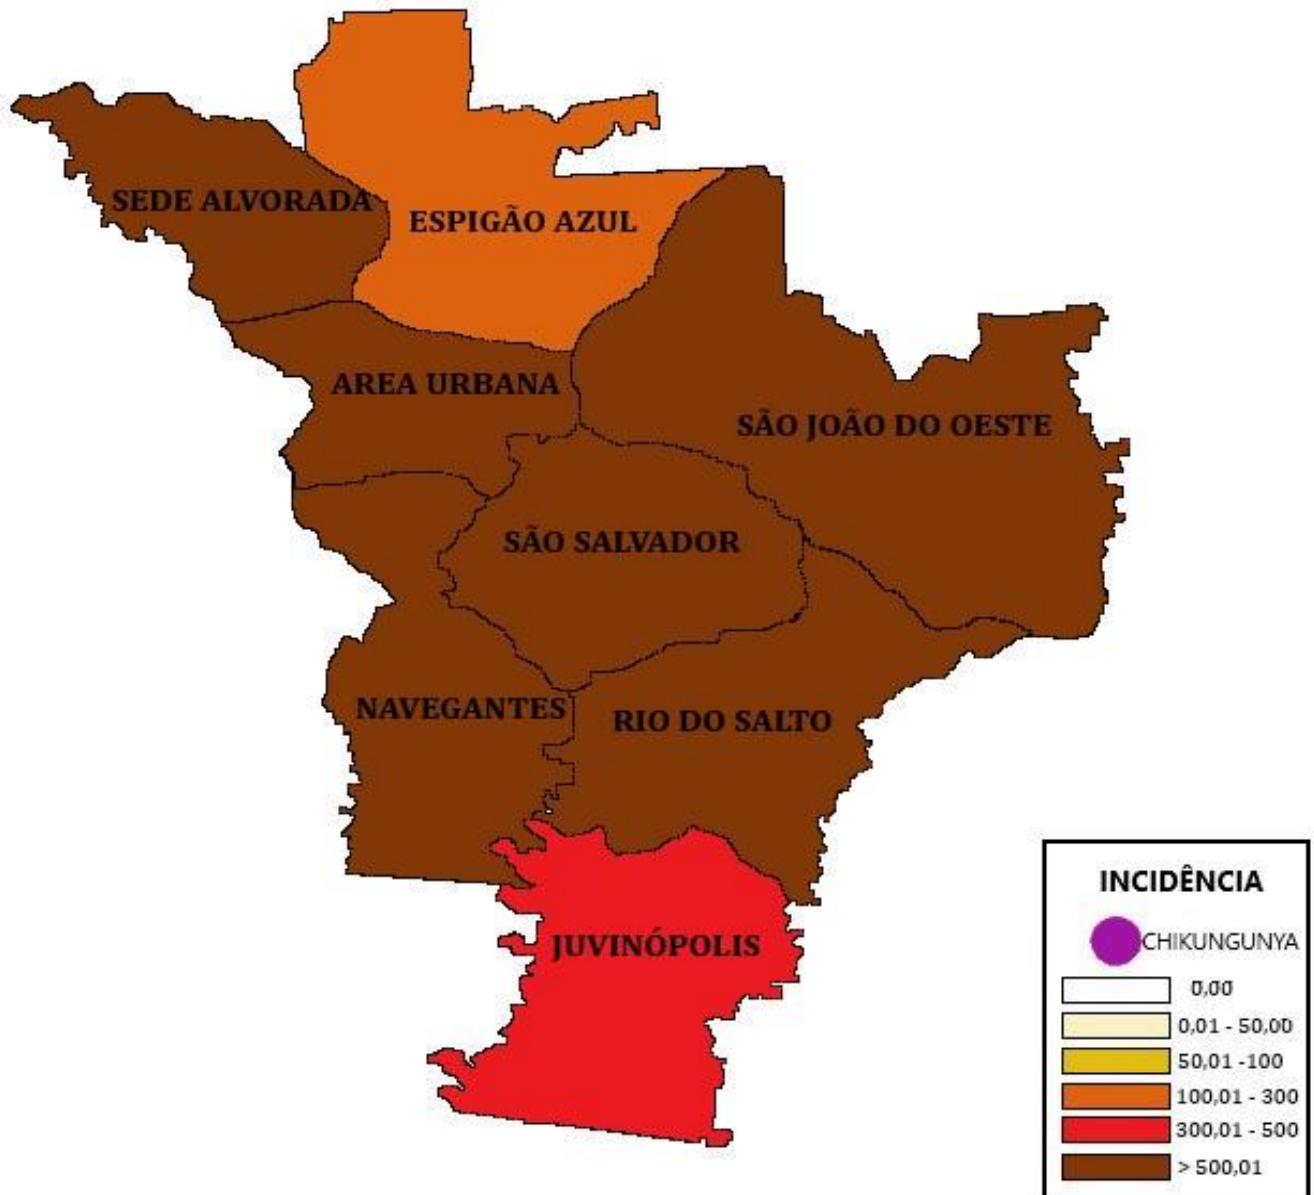 SEDE ALVORADA
ESPIGÃO AZUL
AREA URBANA
SÃO JOÃO DO OESTE
SÃO SALVADOR
NAVEGANTES
RIO DO SALTO
JUVINÓPOLIS
INCIDÊNCIA
CHIKUNGUNYA
0,00
0,01 - 50,00
50,01 -100
100,01 - 300
300,01 - 500
> 500,01